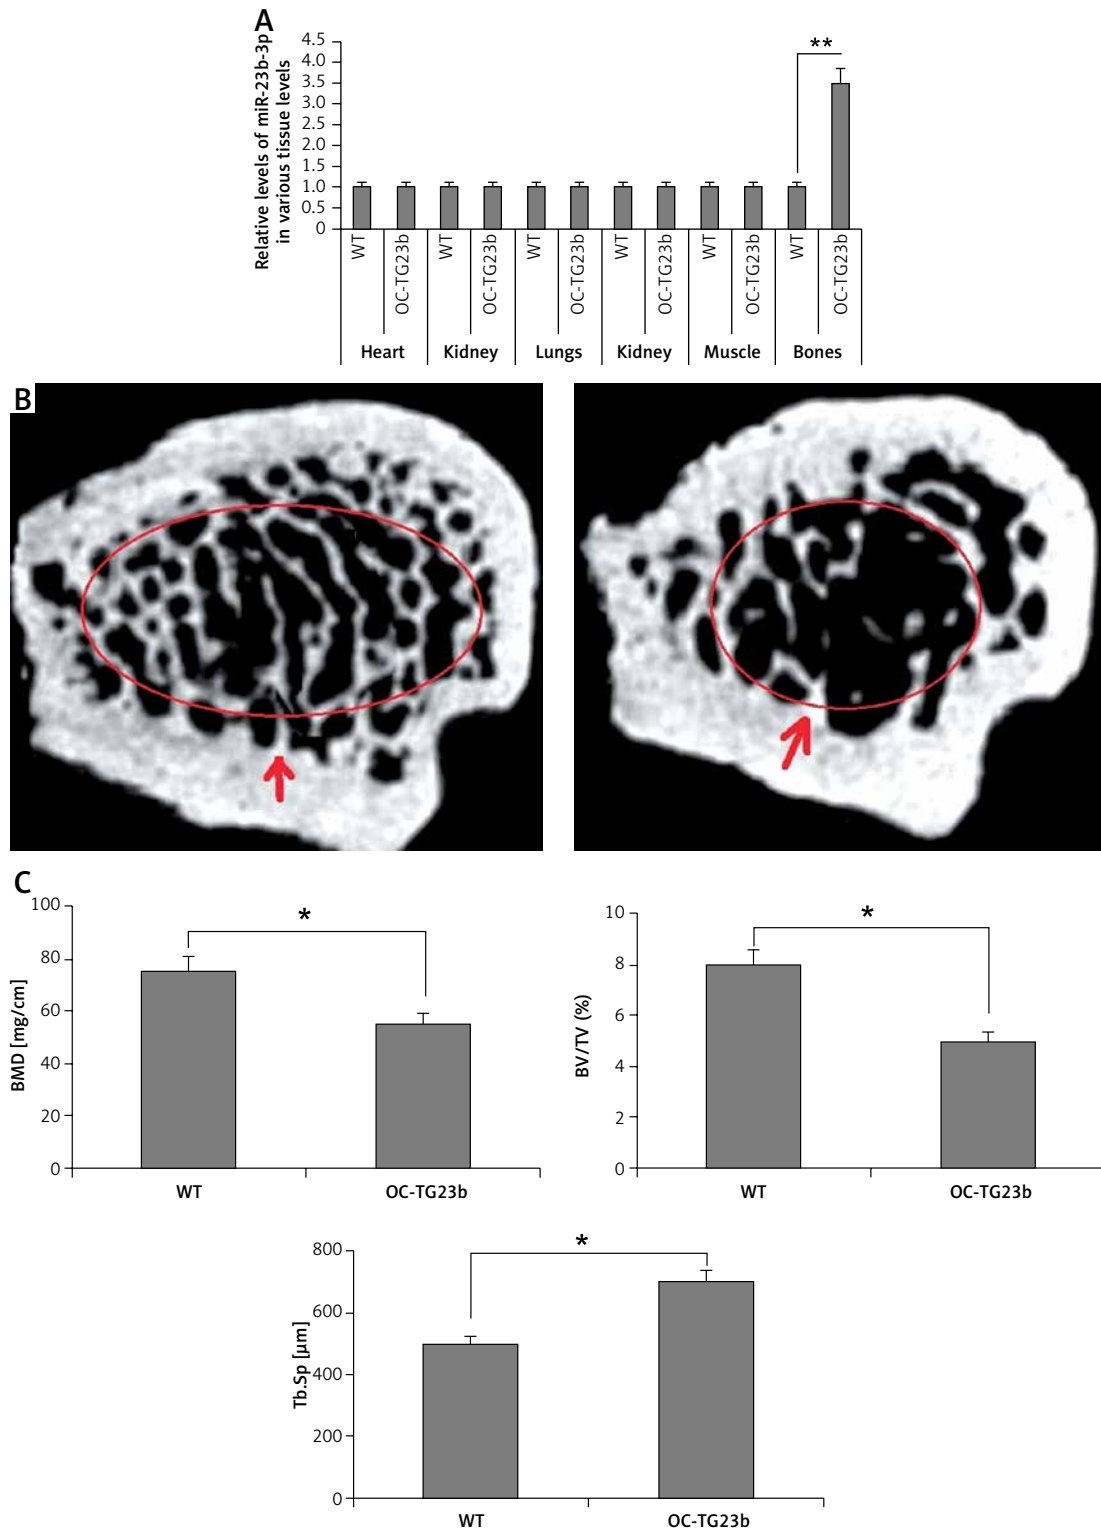 A
Relative levels of miR-23b-3p
in various tissue levels
4.5
4.0
3.5
3.0
2.5
2.0
1.5
1.0
0.5
0
**
WT
OC-TG23b
WT
OC-TG23b
WT
OC-TG23b
WT
OC-TG23b
WT
OC-TG23b
WT
OC-TG23b
Heart
Kidney
Lungs
Kidney
Muscle
Bones
B
C
BMD [mg/cm]
100
80
60
40
20
0
*
WT
OC-TG23b
BV/TV (%)
10
8
6
4
2
0
*
WT
OC-TG23b
Tb.Sp [µm]
800
600
400
200
0
*
WT
OC-TG23b